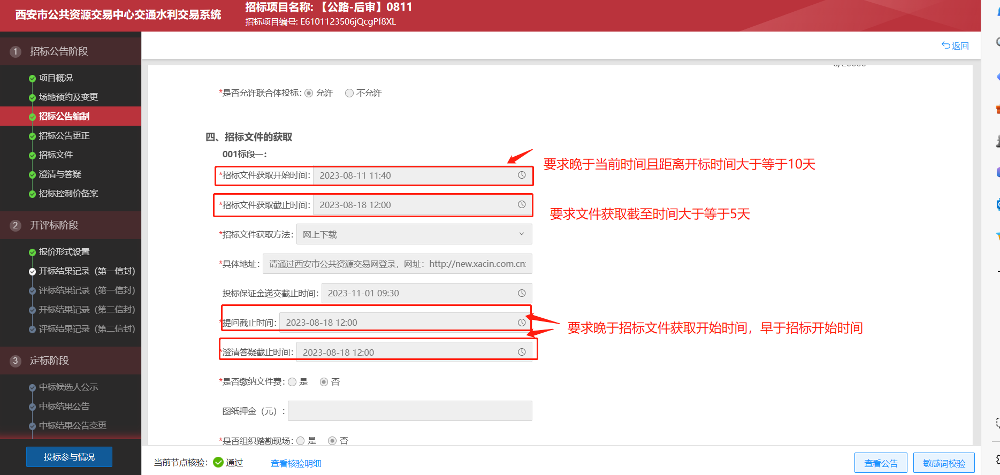 西安市公共资源交易中心交通水利交易系统
招标项目名称:【公路-后审】0811
招标项目编号: E6101123506jQcgPf8XL
返回
1 招标公告阶段
项目概况
场地预约及变更
招标公告编制
招标公告更正
招标文件
澄清与答疑
招标控制价备案
2 开评标阶段
报价形式设置
开标结果记录（第一信封）
评标结果记录（第一信封）
开标结果记录（第二信封）
评标结果记录（第二信封）
3 定标阶段
中标候选人公示
中标结果公告
中标结果公告变更
投标参与情况
*是否允许联合体投标: 允许 不允许
四、招标文件的获取
001标段一:
*招标文件获取开始时间: 2023-08-11 11:40
要求晚于当前时间且距离开标时间大于等于10天
*招标文件获取截止时间: 2023-08-18 12:00
要求文件获取截至时间大于等于5天
*招标文件获取方法: 网上下载
*具体地址: 请通过西安市公共资源交易网登录，网址：http://new.xacin.com.cn:
投标保证金递交截止时间: 2023-11-01 09:30
*提问截止时间: 2023-08-18 12:00
要求晚于招标文件获取开始时间，早于招标开始时间
*澄清答疑截止时间: 2023-08-18 12:00
*是否缴纳文件费: 是 否
图纸押金（元）:
*是否组织踏勘现场: 是 否
当前节点核验: 通过 查看核验明细
查看公告 敏感词校验